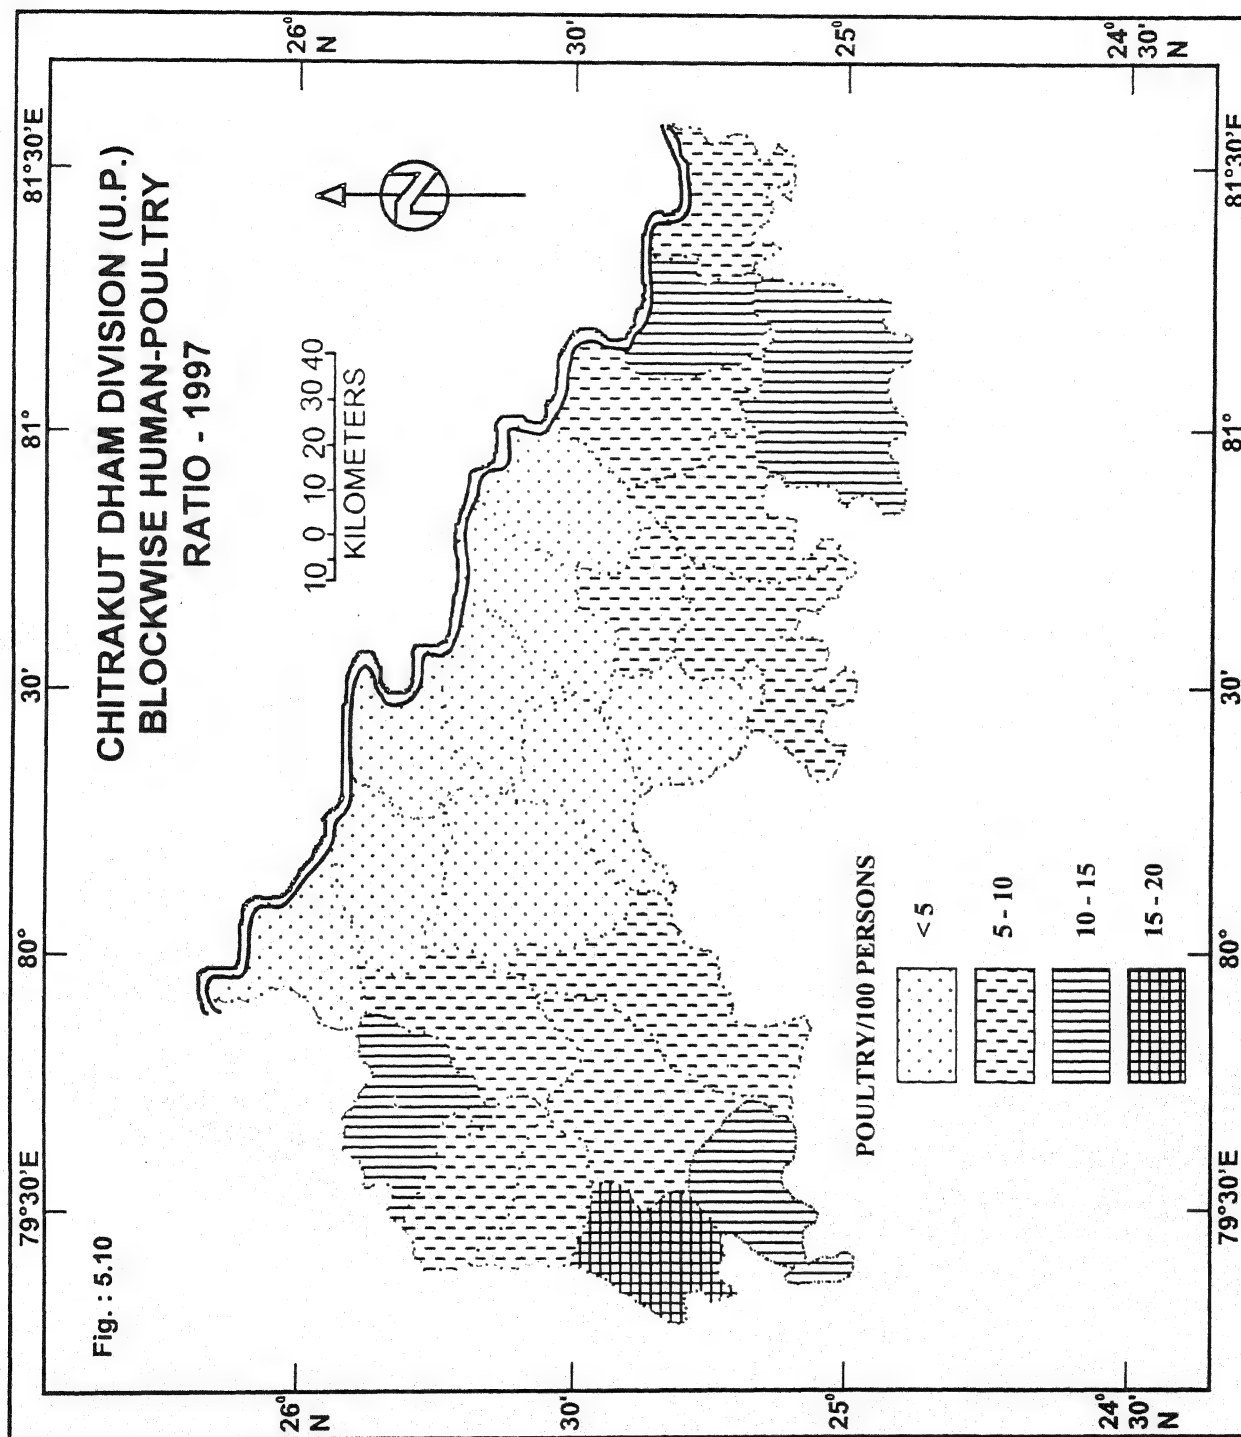 79°30'E 80° 30' 81° 81°30'E
Fig. : 5.10
CHITRAKUT DHAM DIVISION (U.P.)
BLOCKWISE HUMAN-POULTRY
RATIO - 1997
26°
N
26°
N
N
10 0 10 20 30 40
KILOMETERS
30'
30'
25°
25°
POULTRY/100 PERSONS
< 5
5 - 10
10 - 15
15 - 20
24°
30'
N
24°
30'
N
79°30'E 80° 30' 81° 81°30'E